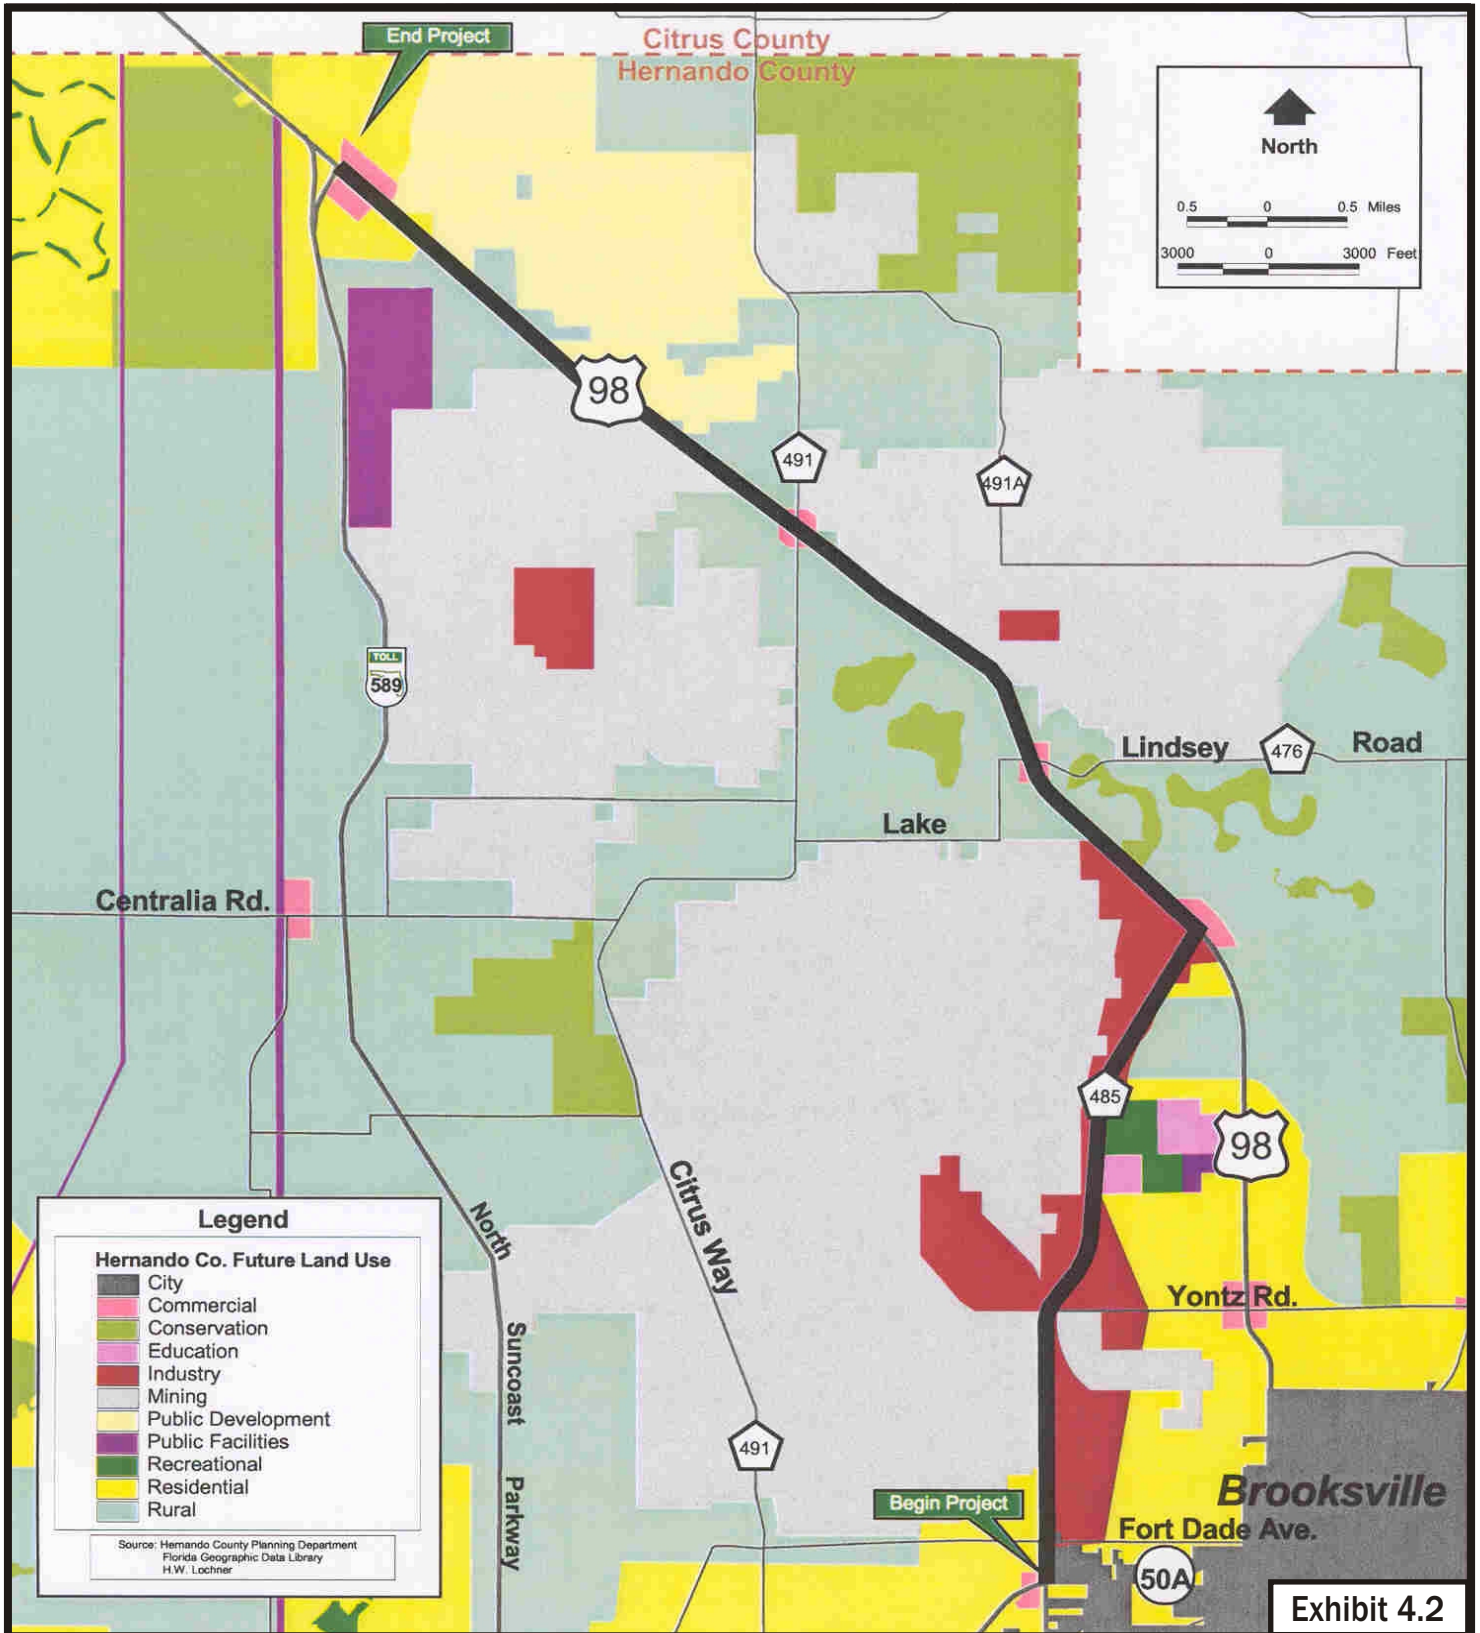 End Project
Citrus County
Hernando County
North
0.5 0 0.5 Miles
3000 0 3000 Feet
98
491
491A
TOLL
589
Lindsey
476
Road
Lake
Centralia Rd.
485
98
Citrus Way
North
Suncoast
Parkway
Yontz Rd.
491
Begin Project
Brooksville
Fort Dade Ave.
50A
Legend
Hernando Co. Future Land Use
City
Commercial
Conservation
Education
Industry
Mining
Public Development
Public Facilities
Recreational
Residential
Rural
Source: Hernando County Planning Department
Florida Geographic Data Library
H.W. Lochner
Exhibit 4.2